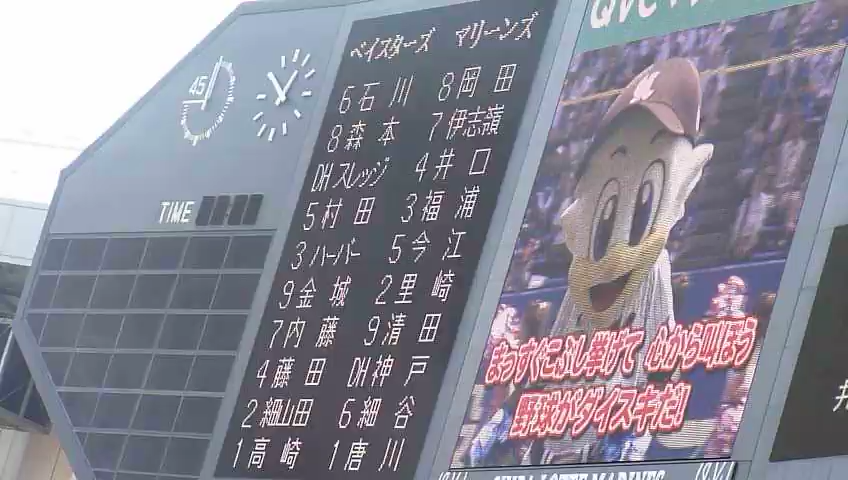 QVC
45
TIME
ベイスターズ マリーンズ
6石川 8岡田
8森本 7伊志嶺
DHスレッジ 4井口
5村田 3福浦
3ハーパー 5今江
9金城 2里崎
7内藤 9清田
4藤田 DH神戸
2細山田 6細谷
1高崎 1唐川
まっすぐこぶし挙げて 心から叫ぼう
野球がダイスキだ!
CHIBA LOTTE MARINES